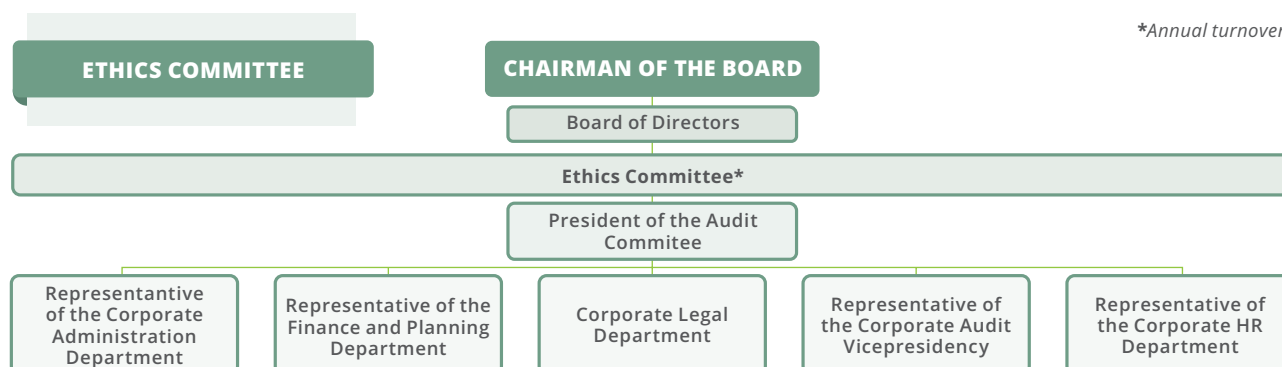 *Annual turnover
ETHICS COMMITTEE
CHAIRMAN OF THE BOARD
Board of Directors
Ethics Committee*
President of the Audit
Commitee
Representantive
of the Corporate
Administration
Department
Representative of the
Finance and Planning
Department
Corporate Legal
Department
Representative of
the Corporate Audit
Vicepresidency
Representative of
the Corporate HR
Department